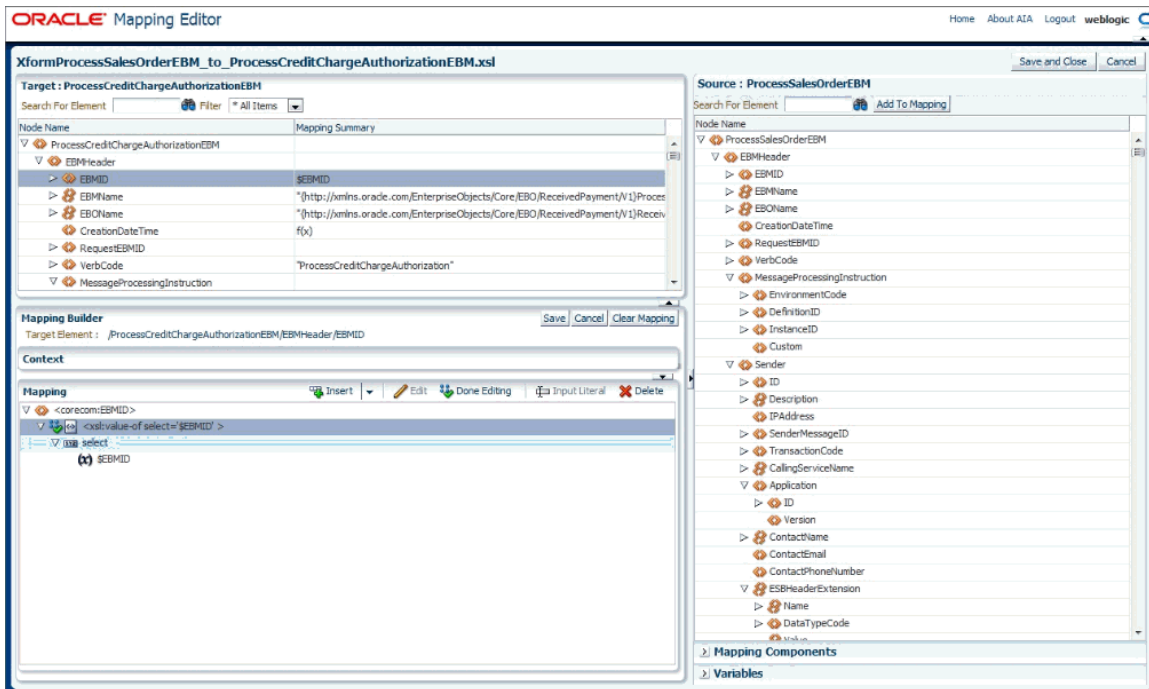 ORACLE Mapping Editor
Home About AIA Logout weblogic
XformProcessSalesOrderEBM_to_ProcessCreditChargeAuthorizationEBM.xsl
Save and Close Cancel
Target : ProcessCreditChargeAuthorizationEBM
Search For Element Filter * All Items
Node Name Mapping Summary
ProcessCreditChargeAuthorizationEBM
EBMHeader
EBMID $EBMID
EBMName "{http://xmlns.oracle.com/EnterpriseObjects/Core/EBO/ReceivedPayment/V1}Proces
EBOName "{http://xmlns.oracle.com/EnterpriseObjects/Core/EBO/ReceivedPayment/V1}Receiv
CreationDateTime f(x)
RequestEBMID
VerbCode "ProcessCreditChargeAuthorization"
MessageProcessingInstruction
Mapping Builder Save Cancel Clear Mapping
Target Element : /ProcessCreditChargeAuthorizationEBM/EBMHeader/EBMID
Context
Mapping Insert Edit Done Editing Input Literal Delete
<corecom:EBMID>
<xsl:value-of select='$EBMID' >
select
(x) $EBMID
Source : ProcessSalesOrderEBM
Search For Element Add To Mapping
Node Name
ProcessSalesOrderEBM
EBMHeader
EBMID
EBMName
EBOName
CreationDateTime
RequestEBMID
VerbCode
MessageProcessingInstruction
EnvironmentCode
DefinitionID
InstanceID
Custom
Sender
ID
Description
IPAddress
SenderMessageID
TransactionCode
CallingServiceName
Application
ID
Version
ContactName
ContactEmail
ContactPhoneNumber
ESBHeaderExtension
Name
DataTypeCode
Value
Mapping Components
Variables